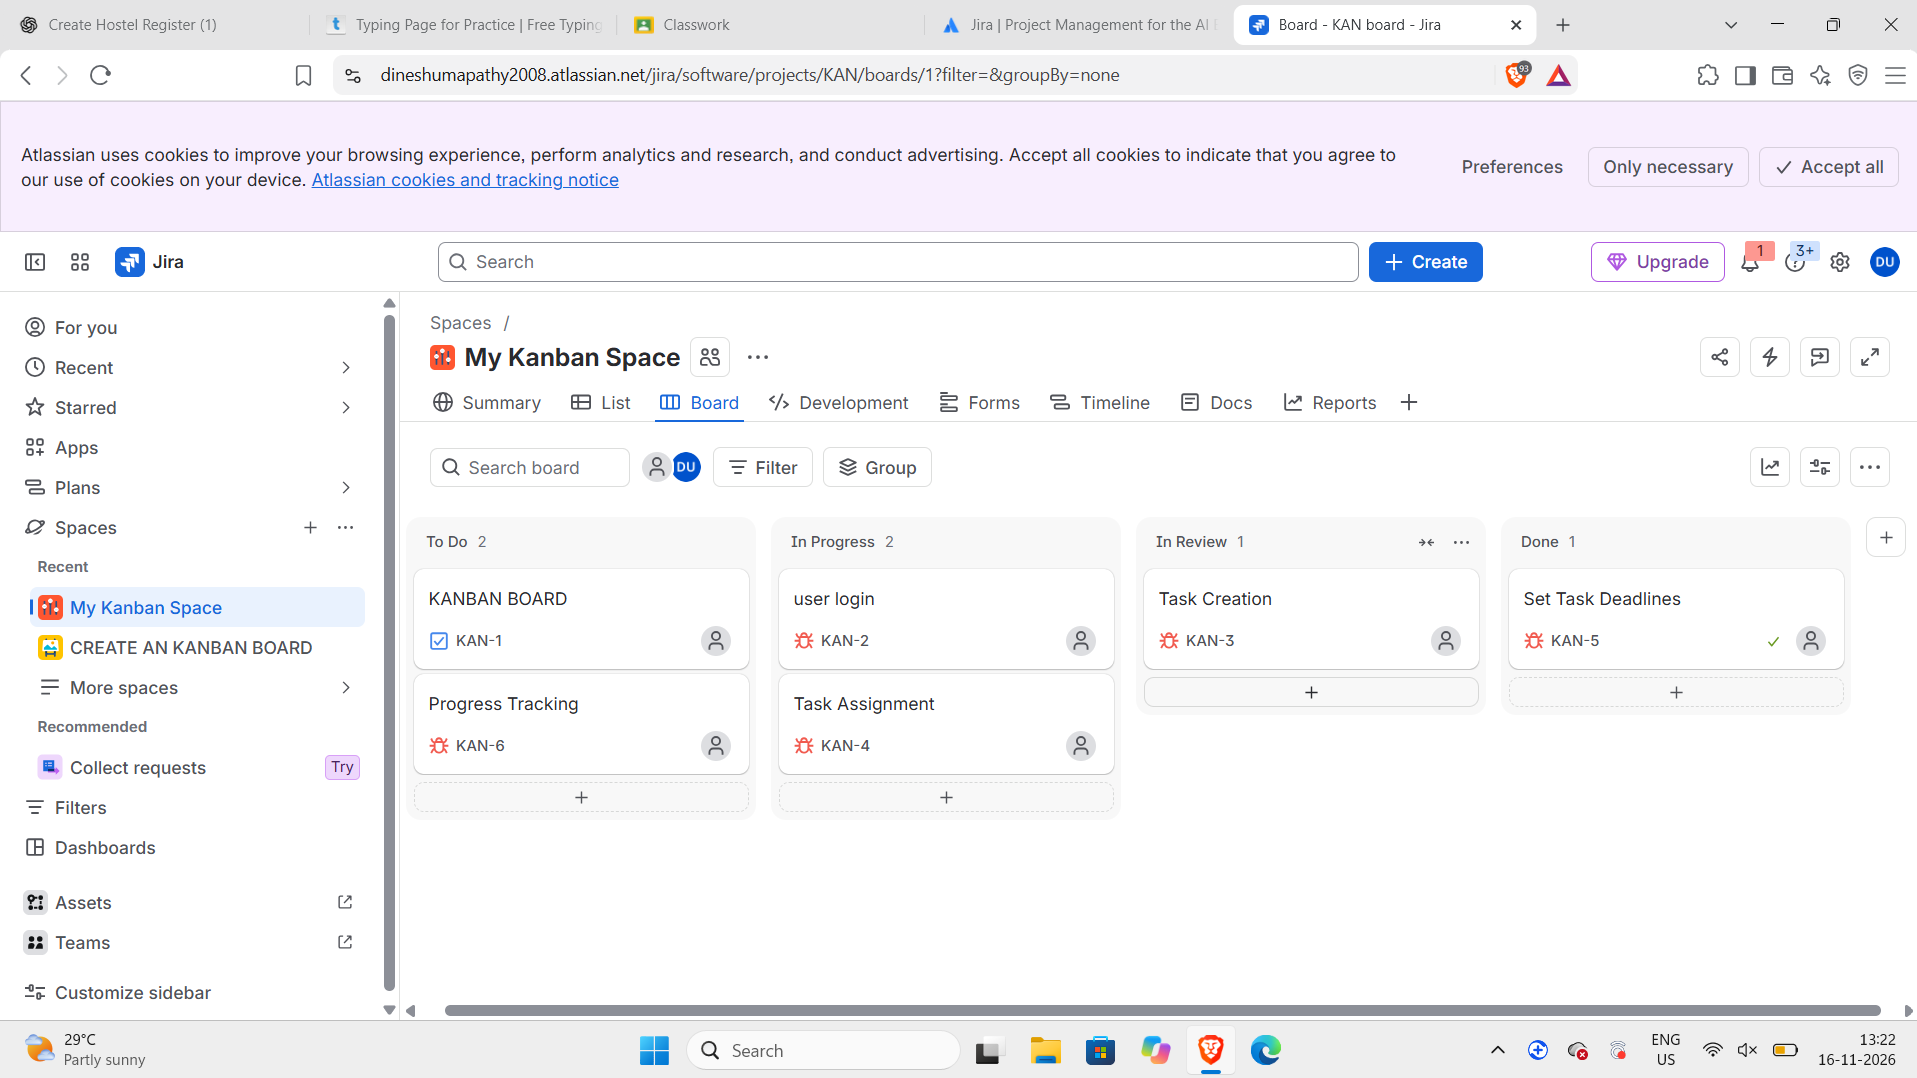 Create Hostel Register (1)
Typing Page for Practice | Free Typing
Classwork
Jira | Project Management for the AI
Board - KAN board - Jira
dineshumapathy2008.atlassian.net/jira/software/projects/KAN/boards/1?filter=&groupBy=none
93
Atlassian uses cookies to improve your browsing experience, perform analytics and research, and conduct advertising. Accept all cookies to indicate that you agree to
our use of cookies on your device. Atlassian cookies and tracking notice
Preferences
Only necessary
Accept all
Jira
Search
Create
Upgrade
1
3+
DU
For you
Recent
Starred
Apps
Plans
Spaces
Recent
My Kanban Space
CREATE AN KANBAN BOARD
More spaces
Recommended
Collect requests
Try
Filters
Dashboards
Assets
Teams
Customize sidebar
Spaces /
My Kanban Space
Summary
List
Board
Development
Forms
Timeline
Docs
Reports
Search board
DU
Filter
Group
To Do 2
KANBAN BOARD
KAN-1
Progress Tracking
KAN-6
In Progress 2
user login
KAN-2
Task Assignment
KAN-4
In Review 1
Task Creation
KAN-3
Done 1
Set Task Deadlines
KAN-5
29°C
Partly sunny
Search
ENG
US
13:22
16-11-2026